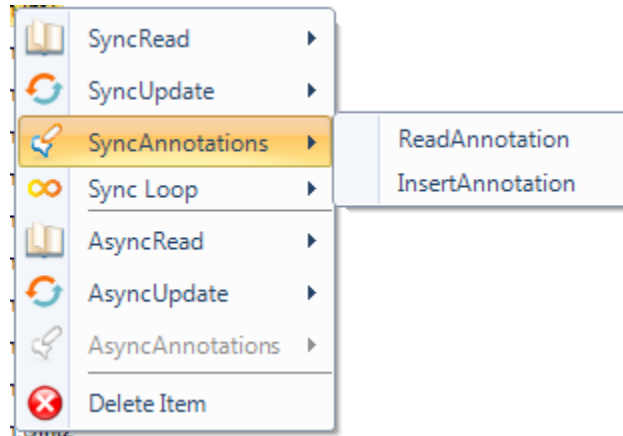 SyncRead
SyncUpdate
SyncAnnotations
ReadAnnotation
InsertAnnotation
Sync Loop
AsyncRead
AsyncUpdate
AsyncAnnotations
Delete Item